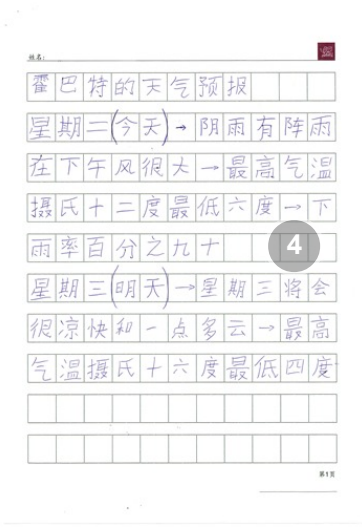 姓名:
霍巴特的天气预报
星期二(今天)→阴雨有阵雨
在下午风很大→最高气温
摄氏十二度最低六度→下
雨率百分之九十
4
星期三(明天)→星期三将会
很凉快和一点多云→最高
气温摄氏十六度最低四度
第1页